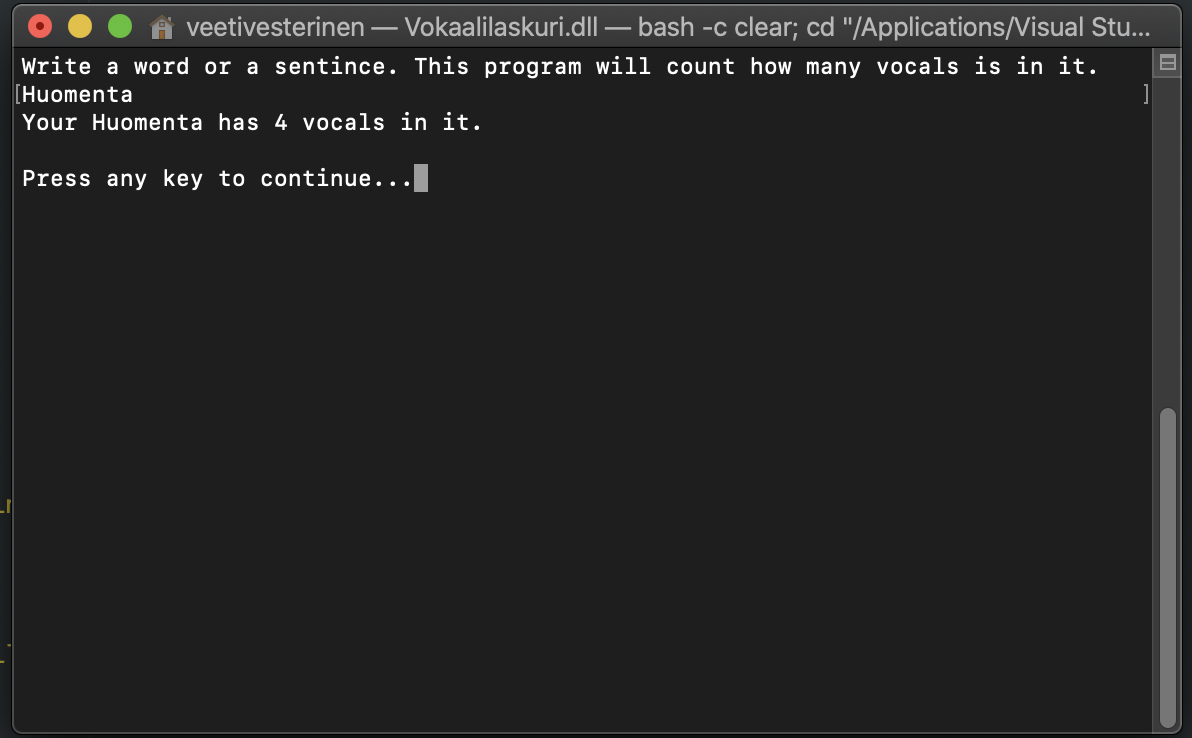 veetivesterinen — Vokaalilaskuri.dll — bash -c clear; cd "/Applications/Visual Stu...
Write a word or a sentince. This program will count how many vocals is in it.
[Huomenta ]
Your Huomenta has 4 vocals in it.
Press any key to continue...